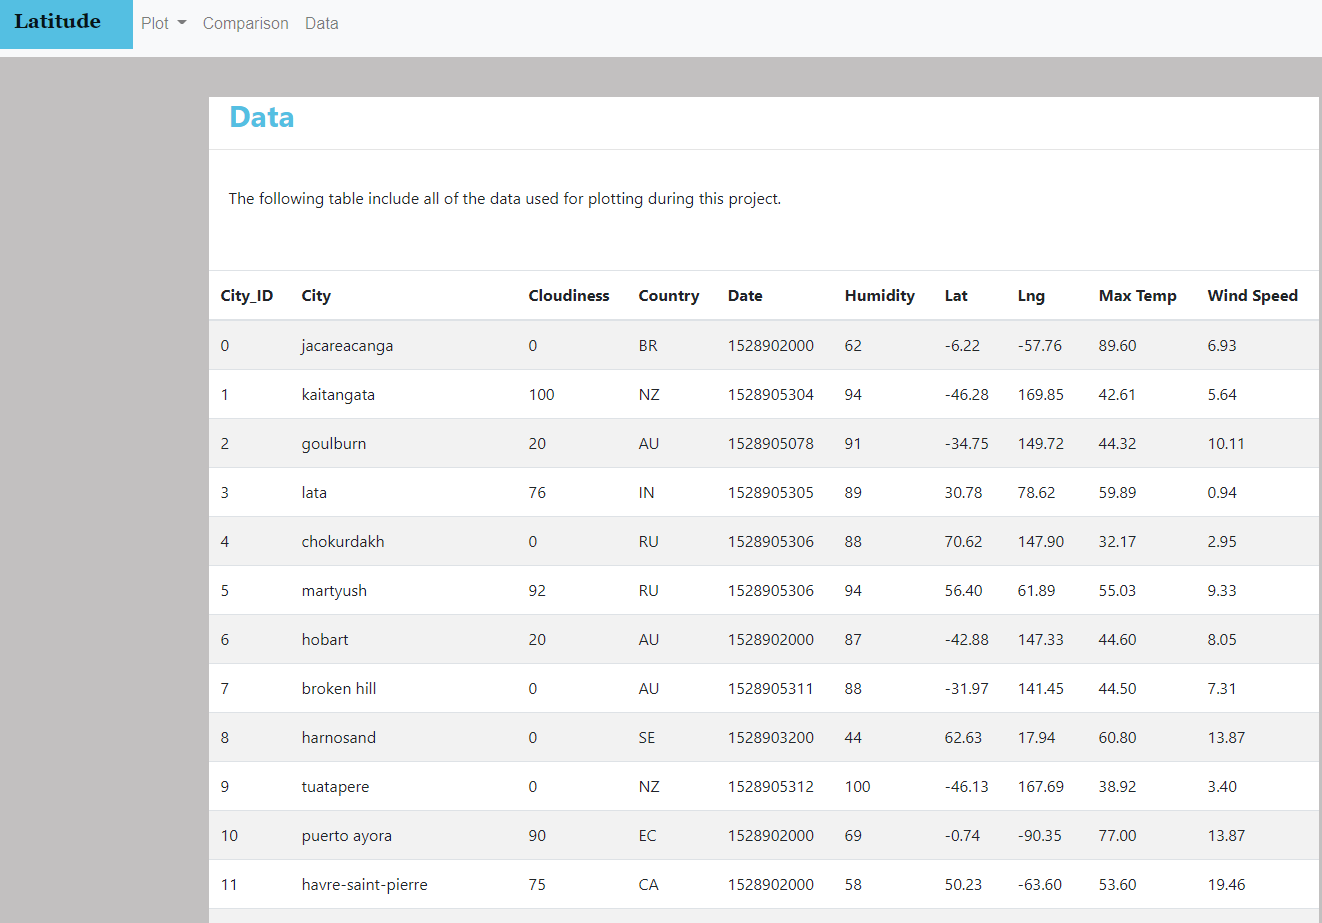 Latitude Plot Comparison Data
Data
The following table include all of the data used for plotting during this project.
City_ID City Cloudiness Country Date Humidity Lat Lng Max Temp Wind Speed
0 jacareacanga 0 BR 1528902000 62 -6.22 -57.76 89.60 6.93
1 kaitangata 100 NZ 1528905304 94 -46.28 169.85 42.61 5.64
2 goulburn 20 AU 1528905078 91 -34.75 149.72 44.32 10.11
3 lata 76 IN 1528905305 89 30.78 78.62 59.89 0.94
4 chokurdakh 0 RU 1528905306 88 70.62 147.90 32.17 2.95
5 martyush 92 RU 1528905306 94 56.40 61.89 55.03 9.33
6 hobart 20 AU 1528902000 87 -42.88 147.33 44.60 8.05
7 broken hill 0 AU 1528905311 88 -31.97 141.45 44.50 7.31
8 harnosand 0 SE 1528903200 44 62.63 17.94 60.80 13.87
9 tuatapere 0 NZ 1528905312 100 -46.13 167.69 38.92 3.40
10 puerto ayora 90 EC 1528902000 69 -0.74 -90.35 77.00 13.87
11 havre-saint-pierre 75 CA 1528902000 58 50.23 -63.60 53.60 19.46